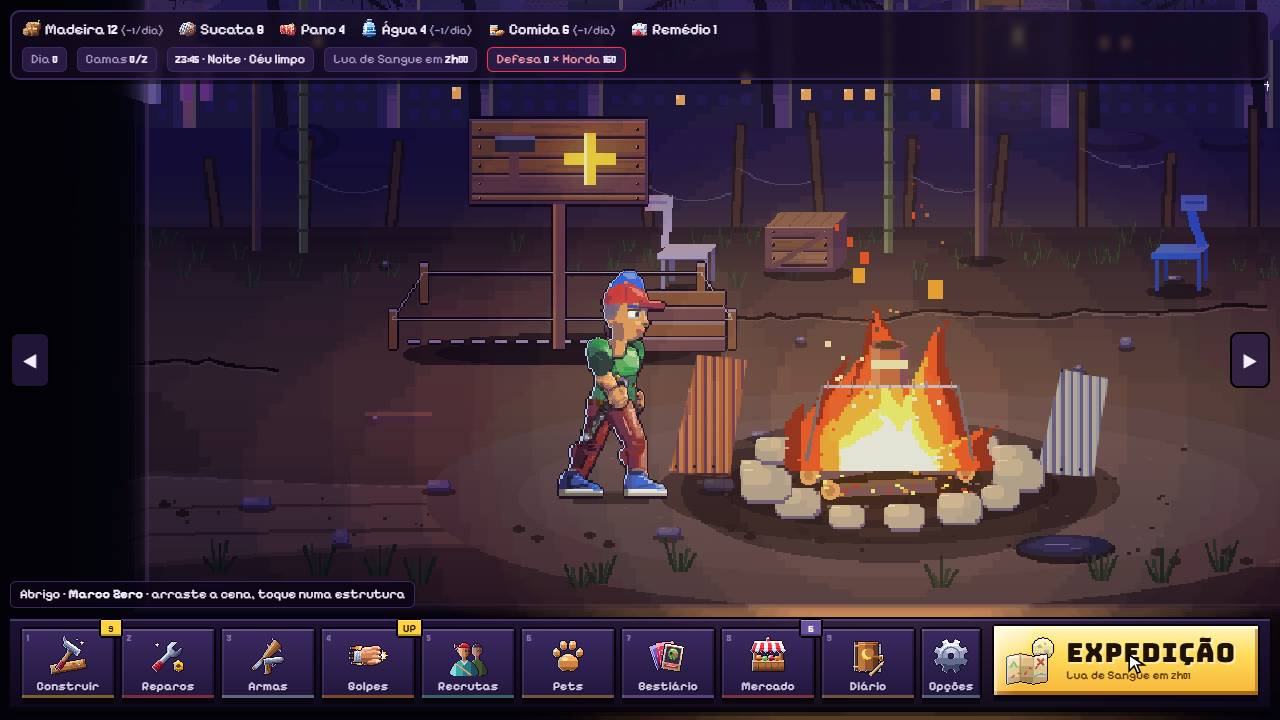 Madeira 12 (-1/dia) Sucata 8 Pano 4 Água 4 (-1/dia) Comida 6 (-1/dia) Remédio 1
Dia 0 Camas 0/2 23:45 · Noite · Céu limpo Lua de Sangue em 2h00 Defesa 0 × Horda 160
Abrigo · Marco Zero · arraste a cena, toque numa estrutura
9 UP 6
1 2 3 4 5 6 7 8 9
Construir Reparos Armas Golpes Recrutas Pets Bestiário Mercado Diário Opções
EXPEDIÇÃO
Lua de Sangue em 2h01